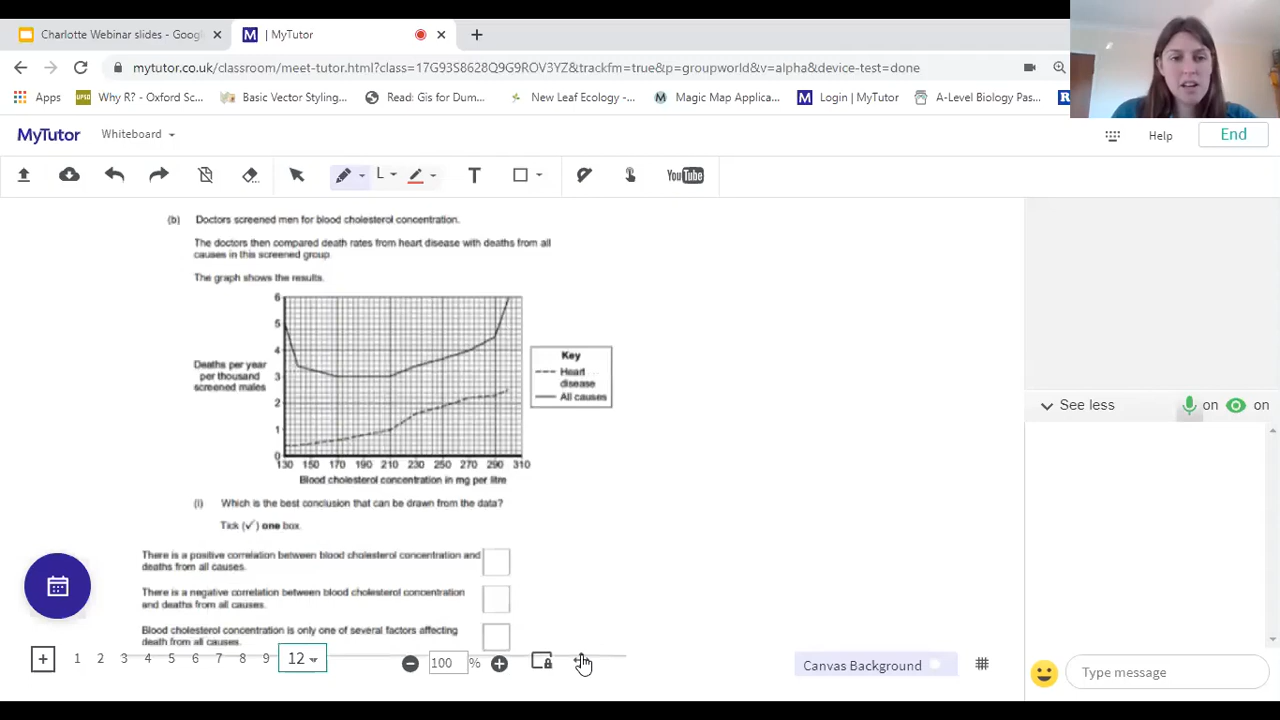 Charlotte Webinar slides - Goog
| MyTutor
mytutor.co.uk/classroom/meet-tutor.html?class=17G93S8628Q9G9ROV3YZ&trackfm=true&p=groupworld&v=alpha&device-test=done
Apps
Why R? - Oxford Sc...
Basic Vector Styling...
Read: Gis for Dum...
New Leaf Ecology -...
Magic Map Applica...
Login | MyTutor
A-Level Biology Pas...
MyTutor
Whiteboard
Help
End
L
T
YouTube
(b) Doctors screened men for blood cholesterol concentration.
The doctors then compared death rates from heart disease with deaths from all
causes in this screened group.
The graph shows the results.
6
5
4
3
2
1
0
Deaths per year
per thousand
screened males
130 150 170 190 210 230 250 270 290 310
Blood cholesterol concentration in mg per litre
Key
Heart
disease
All causes
(i) Which is the best conclusion that can be drawn from the data?
Tick (✓) one box.
There is a positive correlation between blood cholesterol concentration and
deaths from all causes.
There is a negative correlation between blood cholesterol concentration
and deaths from all causes.
Blood cholesterol concentration is only one of several factors affecting
death from all causes.
See less
on
on
1 2 3 4 5 6 7 8 9 12
100 %
Canvas Background
Type message